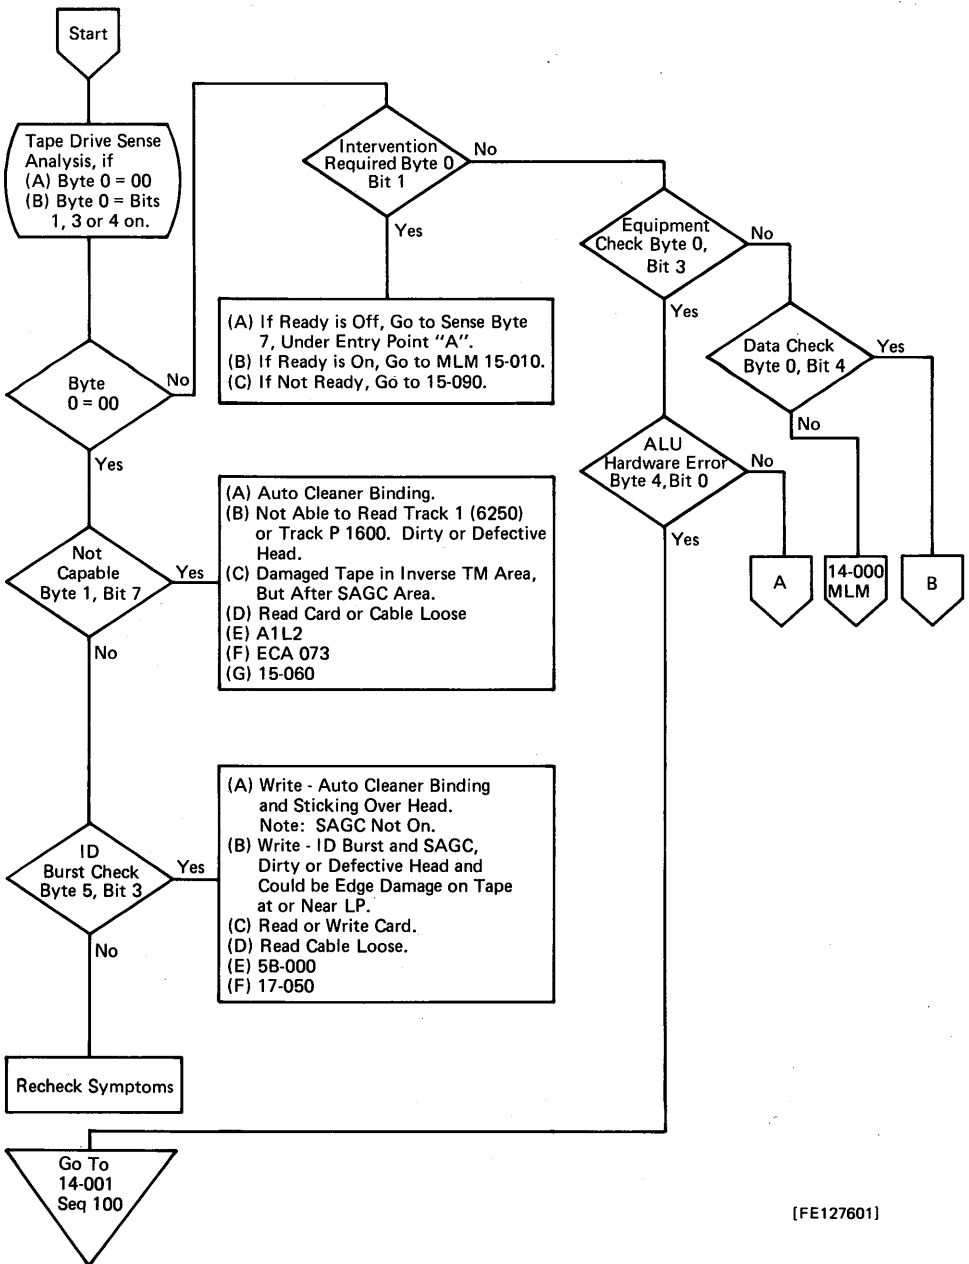 Start
Tape Drive Sense
Analysis, if
(A) Byte 0 = 00
(B) Byte 0 = Bits
1, 3 or 4 on.
Byte
0 = 00
No
Yes
Intervention
Required Byte 0
Bit 1
No
Yes
(A) If Ready is Off, Go to Sense Byte
7, Under Entry Point “A”.
(B) If Ready is On, Go to MLM 15-010.
(C) If Not Ready, Go to 15-090.
Equipment
Check Byte 0,
Bit 3
No
Yes
Data Check
Byte 0, Bit 4
Yes
No
ALU
Hardware Error
Byte 4, Bit 0
No
Yes
A
14-000
MLM
B
Not
Capable
Byte 1, Bit 7
Yes
No
(A) Auto Cleaner Binding.
(B) Not Able to Read Track 1 (6250)
or Track P 1600. Dirty or Defective
Head.
(C) Damaged Tape in Inverse TM Area,
But After SAGC Area.
(D) Read Card or Cable Loose
(E) A1L2
(F) ECA 073
(G) 15-060
ID
Burst Check
Byte 5, Bit 3
Yes
No
(A) Write - Auto Cleaner Binding
and Sticking Over Head.
Note: SAGC Not On.
(B) Write - ID Burst and SAGC,
Dirty or Defective Head and
Could be Edge Damage on Tape
at or Near LP.
(C) Read or Write Card.
(D) Read Cable Loose.
(E) 5B-000
(F) 17-050
Recheck Symptoms
Go To
14-001
Seq 100
[FE127601]